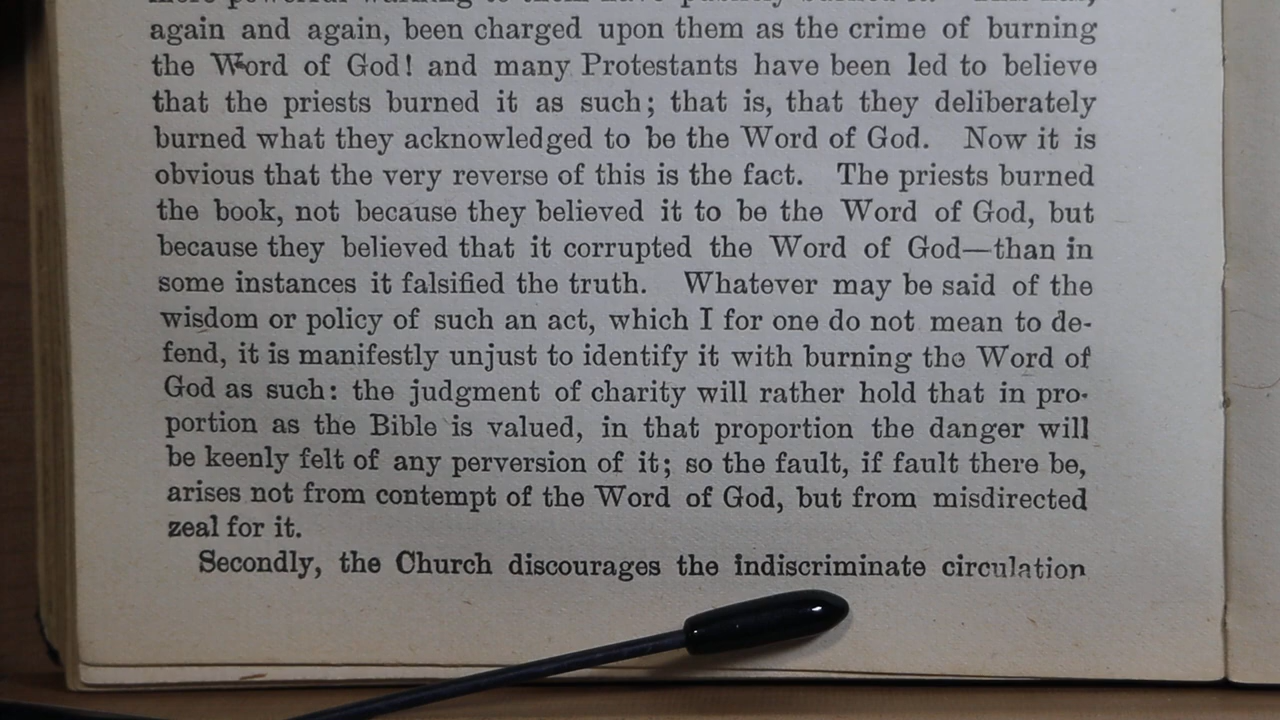 again and again, been charged upon them as the crime of burning
the Word of God! and many Protestants have been led to believe
that the priests burned it as such; that is, that they deliberately
burned what they acknowledged to be the Word of God. Now it is
obvious that the very reverse of this is the fact. The priests burned
the book, not because they believed it to be the Word of God, but
because they believed that it corrupted the Word of God—than in
some instances it falsified the truth. Whatever may be said of the
wisdom or policy of such an act, which I for one do not mean to de-
fend, it is manifestly unjust to identify it with burning the Word of
God as such: the judgment of charity will rather hold that in pro-
portion as the Bible is valued, in that proportion the danger will
be keenly felt of any perversion of it; so the fault, if fault there be,
arises not from contempt of the Word of God, but from misdirected
zeal for it.
Secondly, the Church discourages the indiscriminate circulation